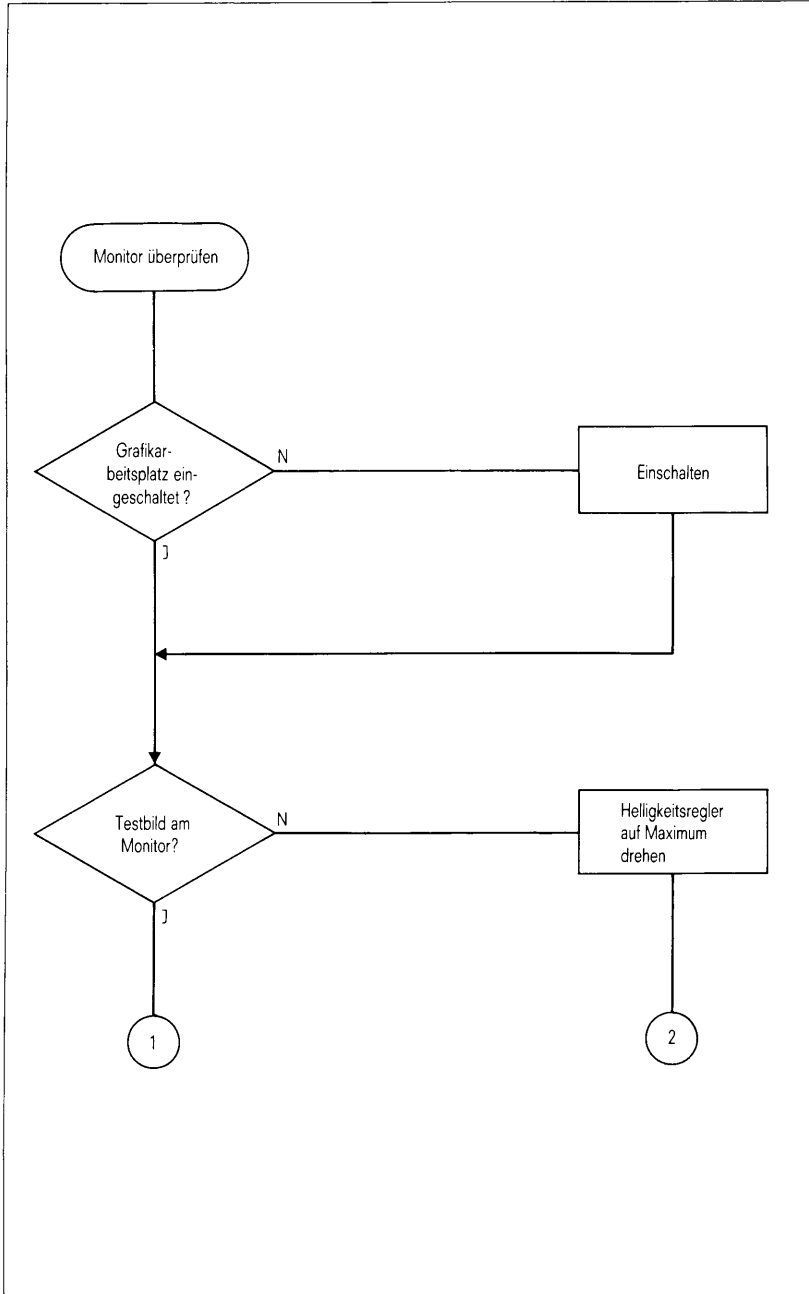 Monitor überprüfen
Grafikar-
beitsplatz ein-
geschaltet ?
N
Einschalten
J
Testbild am
Monitor?
N
Helligkeitsregler
auf Maximum
drehen
J
1
2